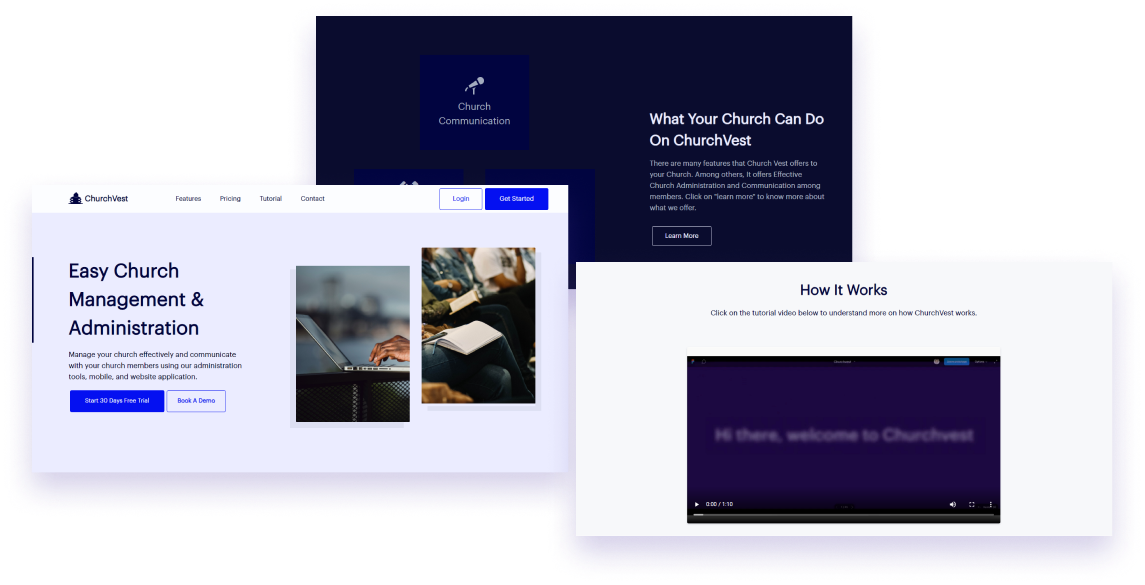 Church
Communication
What Your Church Can Do
On ChurchVest
There are many features that Church Vest offers to
your Church. Among others, It offers Effective
Church Administration and Communication among
members. Click on "learn more" to know more about
what we offer.
Learn More
ChurchVest
Features
Pricing
Tutorial
Contact
Login
Get Started
Easy Church
Management &
Administration
Manage your church effectively and communicate
with your church members using our administration
tools, mobile, and website application.
Start 30 Days Free Trial
Book A Demo
How It Works
Click on the tutorial video below to understand more on how ChurchVest works.
Hi there, welcome to Churchvest
0:00 / 1:10